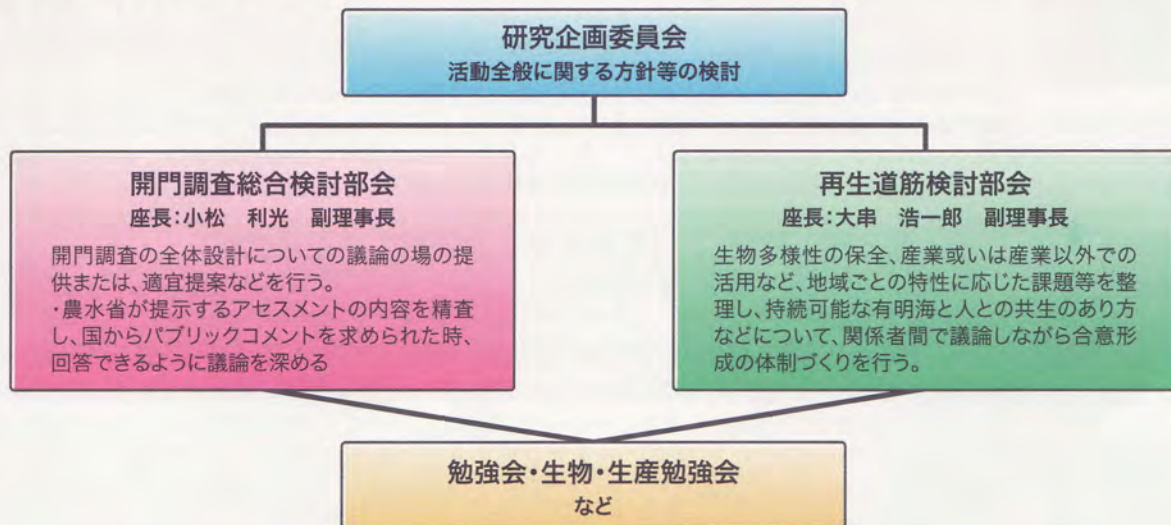 研究企画委員会
活動全般に関する方針等の検討
開門調査総合検討部会
座長:小松 利光 副理事長
開門調査の全体設計についての議論の場の提
供または、適宜提案などを行う。
・農水省が提示するアセスメントの内容を精査
し、国からパブリックコメントを求められた時、
回答できるように議論を深める
再生道筋検討部会
座長:大串 浩一郎 副理事長
生物多様性の保全、産業或いは産業以外での
活用など、地域ごとの特性に応じた課題等を整
理し、持続可能な有明海と人との共生のあり方
などについて、関係者間で議論しながら合意形
成の体制づくりを行う。
勉強会・生物・生産勉強会
など